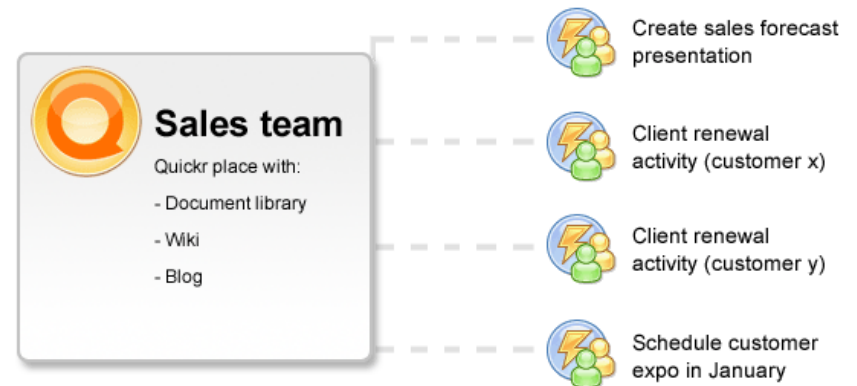 Sales team
Quickr place with:
- Document library
- Wiki
- Blog
Create sales forecast
presentation
Client renewal
activity (customer x)
Client renewal
activity (customer y)
Schedule customer
expo in January